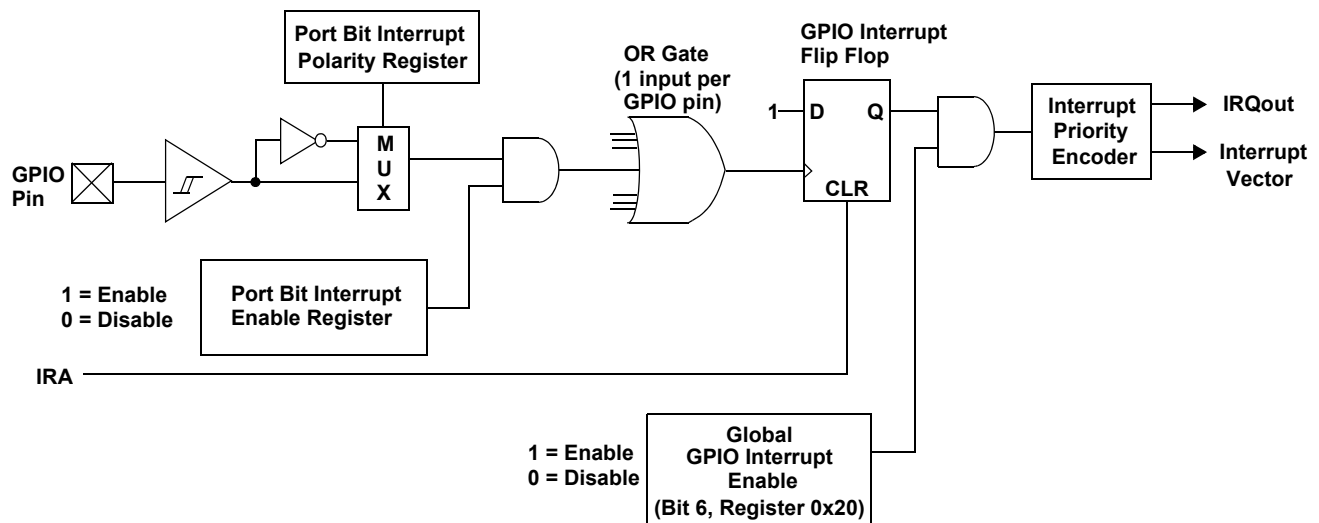 Port Bit Interrupt
Polarity Register
OR Gate
(1 input per
GPIO pin)
GPIO Interrupt
Flip Flop
GPIO
Pin
M
U
X
1
D
Q
CLR
Interrupt
Priority
Encoder
IRQout
Interrupt
Vector
1 = Enable
0 = Disable
Port Bit Interrupt
Enable Register
IRA
1 = Enable
0 = Disable
Global
GPIO Interrupt
Enable
(Bit 6, Register 0x20)